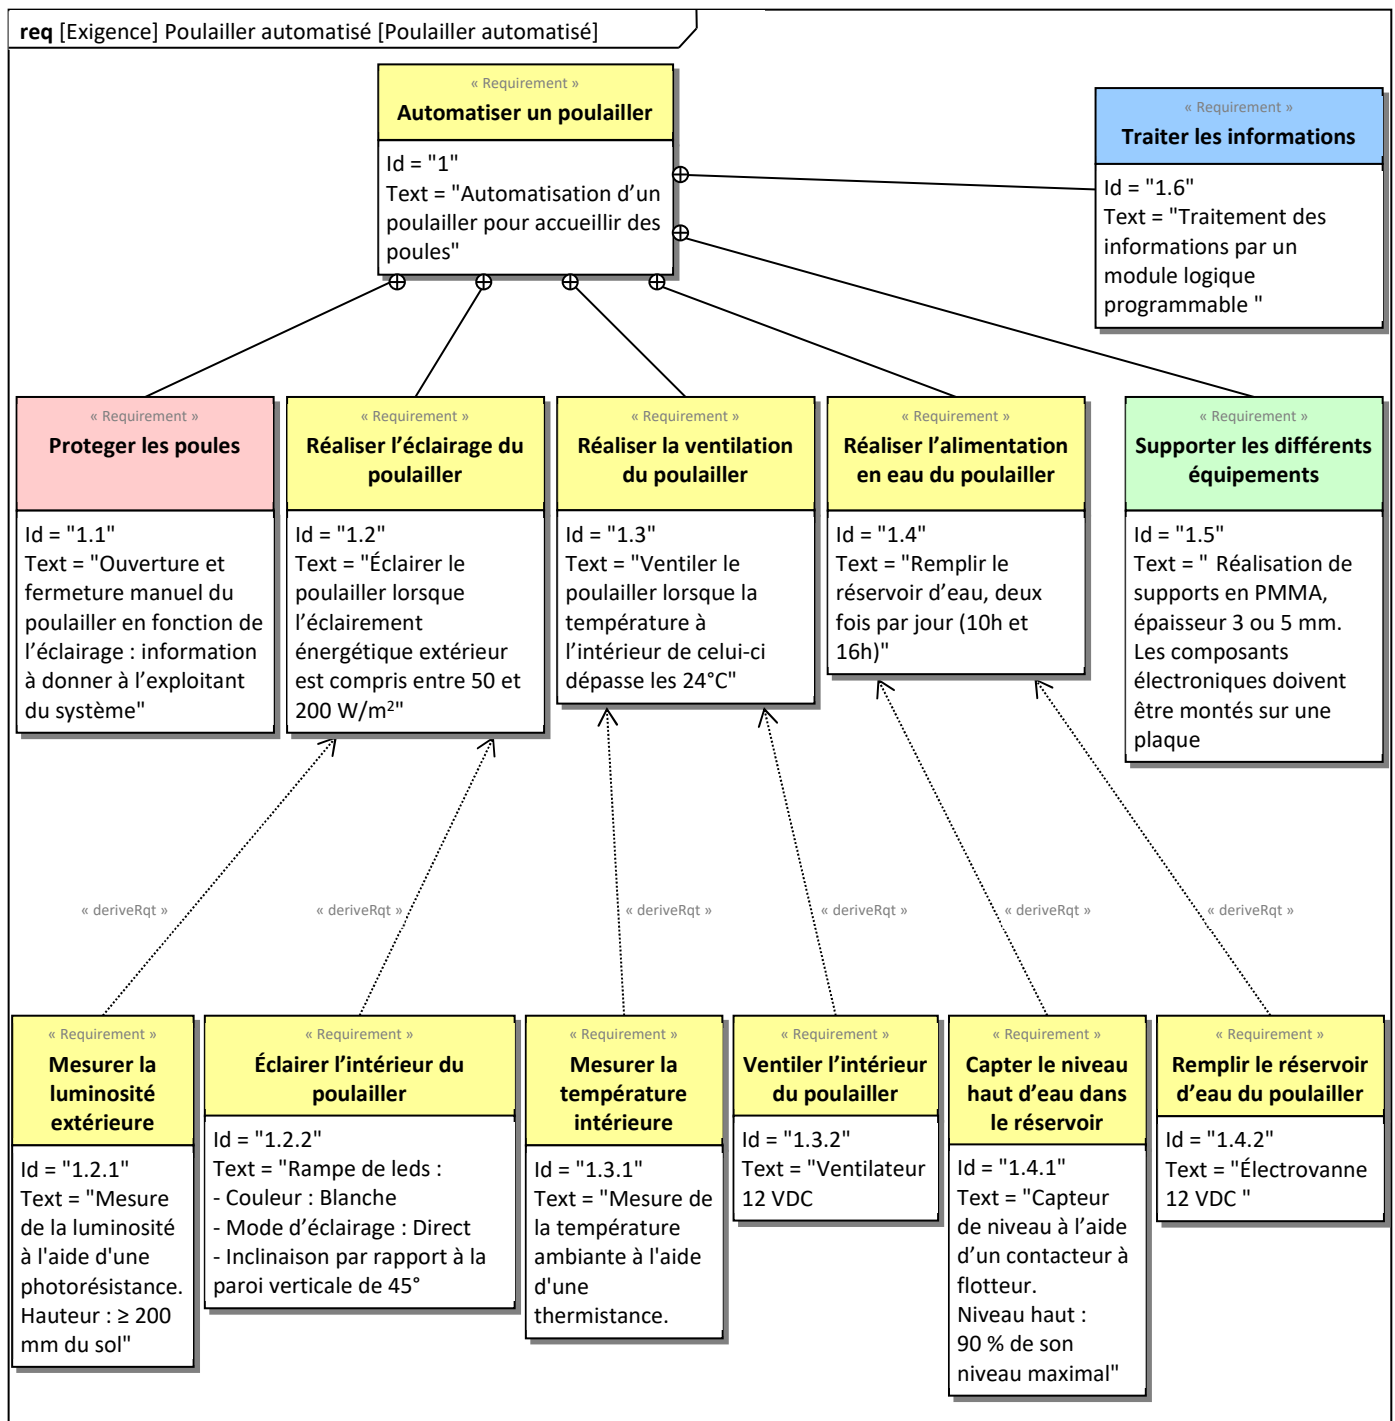 req [Exigence] Poulailler automatisé [Poulailler automatisé]
« Requirement »
Automatiser un poulailler
Id = "1"
Text = "Automatisation d’un
poulailler pour accueillir des
poules"
« Requirement »
Traiter les informations
Id = "1.6"
Text = "Traitement des
informations par un
module logique
programmable "
« Requirement »
Proteger les poules
Id = "1.1"
Text = "Ouverture et
fermeture manuel du
poulailler en fonction de
l’éclairage : information
à donner à l’exploitant
du système"
« Requirement »
Réaliser l’éclairage du
poulailler
Id = "1.2"
Text = "Éclairer le
poulailler lorsque
l’éclairement
énergétique extérieur
est compris entre 50 et
200 W/m²"
« Requirement »
Réaliser la ventilation
du poulailler
Id = "1.3"
Text = "Ventiler le
poulailler lorsque la
température à
l’intérieur de celui-ci
dépasse les 24°C"
« Requirement »
Réaliser l’alimentation
en eau du poulailler
Id = "1.4"
Text = "Remplir le
réservoir d’eau, deux
fois par jour (10h et
16h)"
« Requirement »
Supporter les différents
équipements
Id = "1.5"
Text = " Réalisation de
supports en PMMA,
épaisseur 3 ou 5 mm.
Les composants
électroniques doivent
être montés sur une
plaque
« deriveRqt »
« deriveRqt »
« deriveRqt »
« deriveRqt »
« deriveRqt »
« deriveRqt »
« Requirement »
Mesurer la
luminosité
extérieure
Id = "1.2.1"
Text = "Mesure
de la luminosité
à l'aide d'une
photorésistance.
Hauteur : ≥ 200
mm du sol"
« Requirement »
Éclairer l’intérieur du
poulailler
Id = "1.2.2"
Text = "Rampe de leds :
- Couleur : Blanche
- Mode d’éclairage : Direct
- Inclinaison par rapport à la
paroi verticale de 45°
« Requirement »
Mesurer la
température
intérieure
Id = "1.3.1"
Text = "Mesure de
la température
ambiante à l'aide
d'une
thermistance.
« Requirement »
Ventiler l’intérieur
du poulailler
Id = "1.3.2"
Text = "Ventilateur
12 VDC
« Requirement »
Capter le niveau
haut d’eau dans
le réservoir
Id = "1.4.1"
Text = "Capteur
de niveau à l’aide
d’un contacteur à
flotteur.
Niveau haut :
90 % de son
niveau maximal"
« Requirement »
Remplir le réservoir
d’eau du poulailler
Id = "1.4.2"
Text = "Électrovanne
12 VDC "